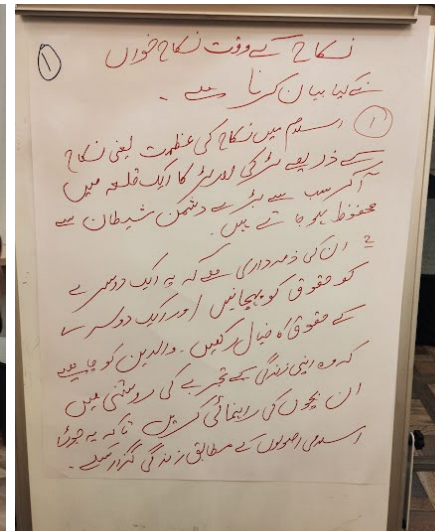 ①
نکاح کے وقت نکاح خواں
نے کیا بیان کرنا ہے۔
① اسلام میں نکاح کی عظمت یعنی نکاح
کے ذریعے لڑکی اور لڑکا ایک قلعہ میں
آکر سب سے بڑے دشمن شیطان سے
محفوظ ہو جاتے ہیں۔
2 ان کی ذمہ داری ہے کہ یہ ایک دوسرے
کو حقوق کو پہچانیں اور ایک دوسرے
کے حقوق کا خیال رکھیں۔ والدین کو چاہیے
کہ وہ اپنی زندگی کے تجربے کی روشنی میں
ان بچوں کی راہنمائی کریں تاکہ یہ جوڑا
اسلامی اصولوں کے مطابق زندگی گزار سکے۔